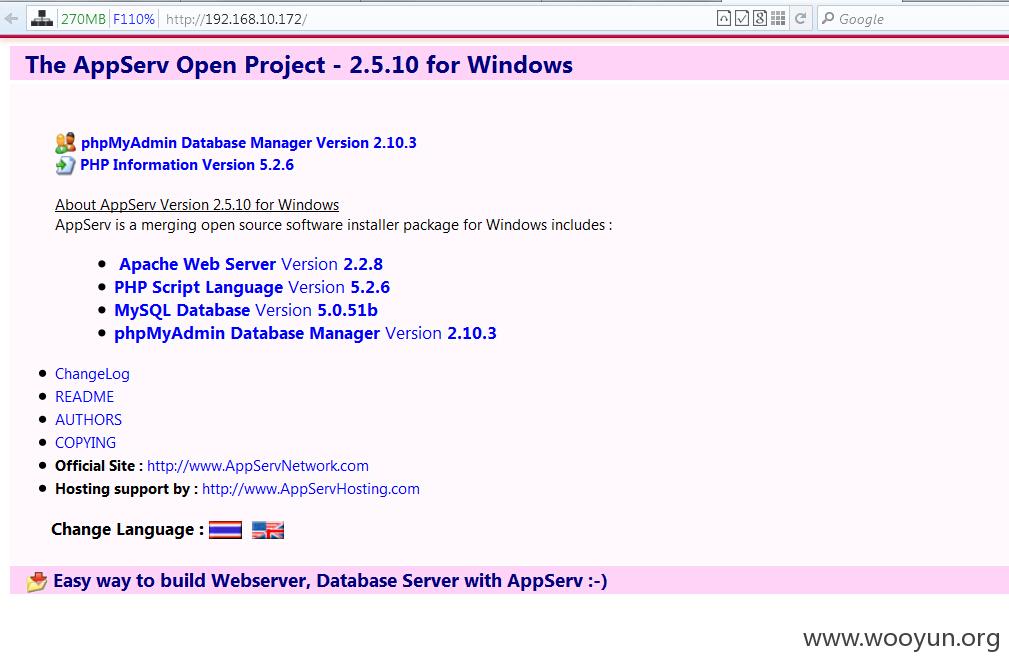 270MB F110% http://192.168.10.172/ 8 Google
The AppServ Open Project - 2.5.10 for Windows
phpMyAdmin Database Manager Version 2.10.3
PHP Information Version 5.2.6
About AppServ Version 2.5.10 for Windows
AppServ is a merging open source software installer package for Windows includes :
Apache Web Server Version 2.2.8
PHP Script Language Version 5.2.6
MySQL Database Version 5.0.51b
phpMyAdmin Database Manager Version 2.10.3
ChangeLog
README
AUTHORS
COPYING
Official Site : http://www.AppServNetwork.com
Hosting support by : http://www.AppServHosting.com
Change Language :
Easy way to build Webserver, Database Server with AppServ :-)
www.wooyun.org